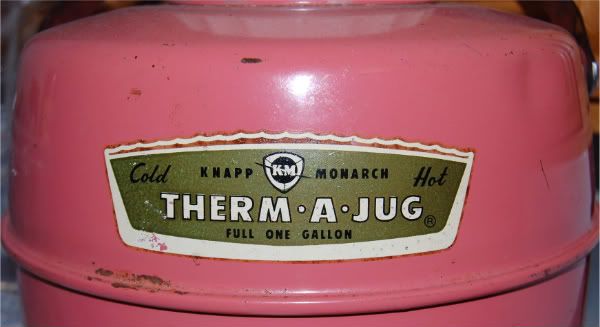 Cold KNAPP KM MONARCH Hot
THERM·A·JUG®
FULL ONE GALLON